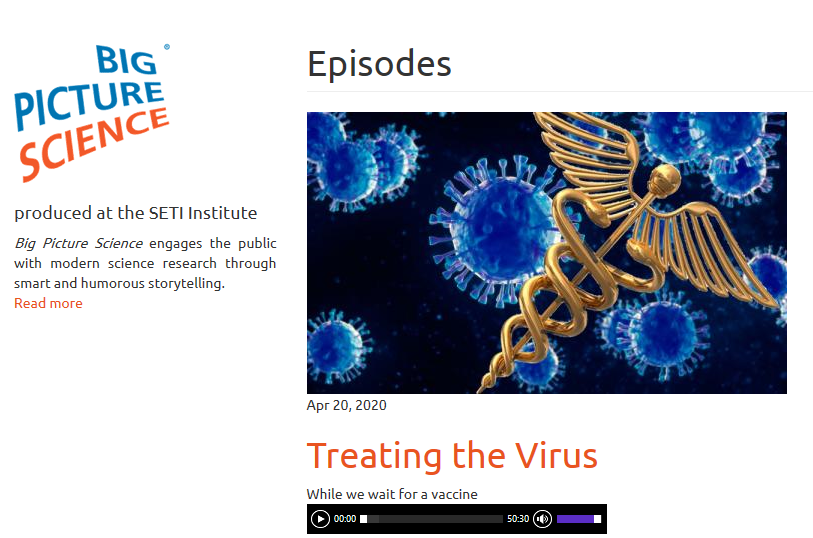 BIG ®
PICTURE
SCIENCE
produced at the SETI Institute
Big Picture Science engages the public
with modern science research through
smart and humorous storytelling.
Read more
Episodes
Apr 20, 2020
Treating the Virus
While we wait for a vaccine
00:00 50:30